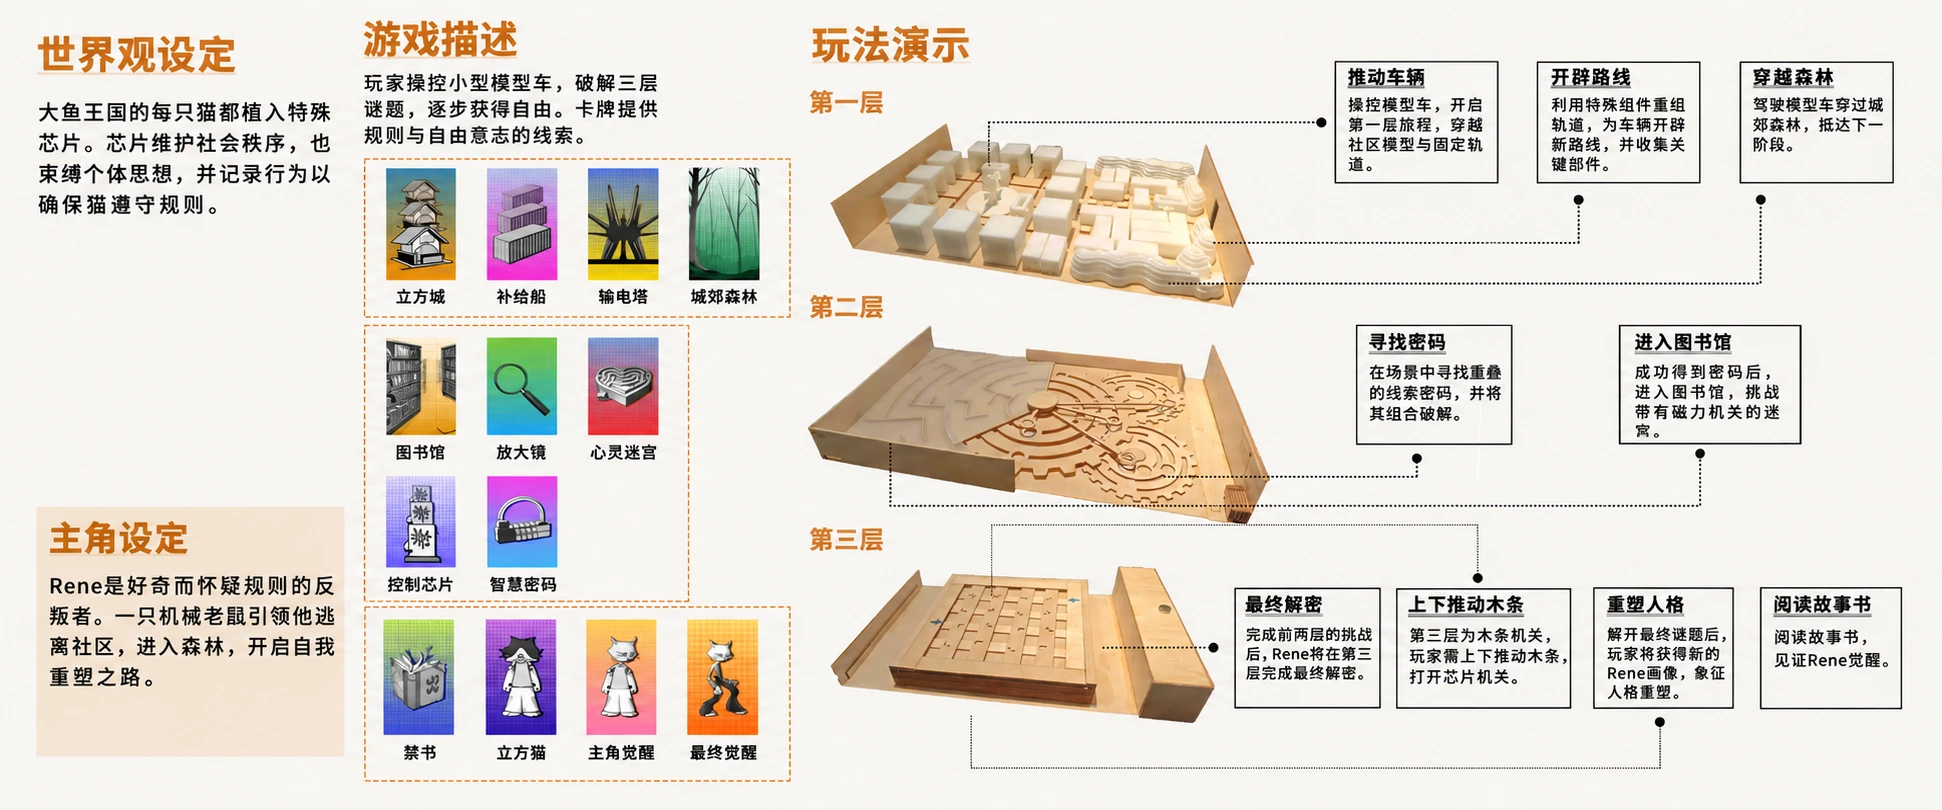 世界观设定
大鱼王国的每只猫都植入特殊
芯片。芯片维护社会秩序，也
束缚个体思想，并记录行为以
确保猫遵守规则。
主角设定
Rene是好奇而怀疑规则的反
叛者。一只机械老鼠引领他逃
离社区，进入森林，开启自我
重塑之路。
游戏描述
玩家操控小型模型车，破解三层
谜题，逐步获得自由。卡牌提供
规则与自由意志的线索。
立方城
补给船
输电塔
城郊森林
图书馆
放大镜
心灵迷宫
控制芯片
智慧密码
禁书
立方猫
主角觉醒
最终觉醒
玩法演示
第一层
推动车辆
操控模型车，开启
第一层旅程，穿越
社区模型与固定轨
道。
开辟路线
利用特殊组件重组
轨道，为车辆开辟
新路线，并收集关
键部件。
穿越森林
驾驶模型车穿过城
郊森林，抵达下一
阶段。
第二层
寻找密码
在场景中寻找重叠
的线索密码，并将
其组合破解。
进入图书馆
成功得到密码后，
进入图书馆，挑战
带有磁力机关的迷
宫。
第三层
最终解密
完成前两层的挑战
后，Rene将在第三
层完成最终解密。
上下推动木条
第三层为木条机关，
玩家需上下推动木条，
打开芯片机关。
重塑人格
解开最终谜题后，
玩家将获得新的
Rene画像，象征
人格重塑。
阅读故事书
阅读故事书，
见证Rene觉醒。